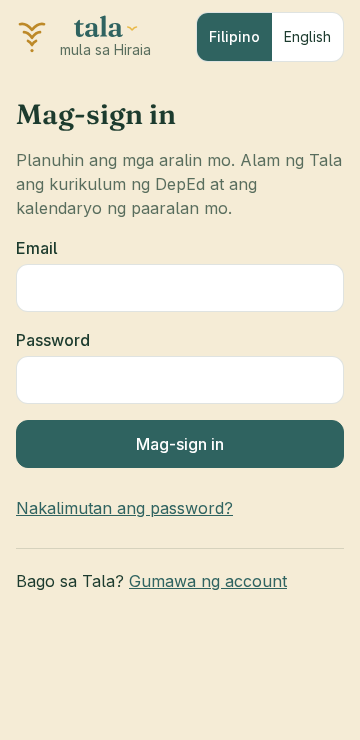 tala
mula sa Hiraia
Filipino
English
Mag-sign in
Planuhin ang mga aralin mo. Alam ng Tala
ang kurikulum ng DepEd at ang
kalendaryo ng paaralan mo.
Email
Password
Mag-sign in
Nakalimutan ang password?
Bago sa Tala? Gumawa ng account